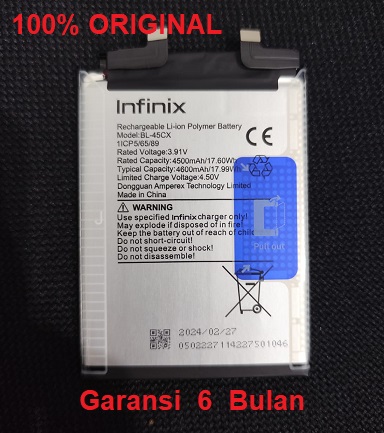 100% ORIGINAL
Infinix
Rechargeable Li-ion Polymer Battery
Model:BL-45CX
1ICP5/65/89
Rated Voltage:3.91V
Rated Capacity:4500mAh/17.60Wh
Typical Capacity:4600mAh/17.99Wh
Limited Charge Voltage:4.50V
Dongguan Amperex Technology Limited
Made in China
CE
WARNING
Use specified Infinix charger only!
May explode if disposed of in fire!
Keep battery out of reach of child
Do not short-circuit!
Do not squeeze or shock!
Do not disassemble!
Pull out
2024/02/27
0502227114227501046
Garansi 6 Bulan